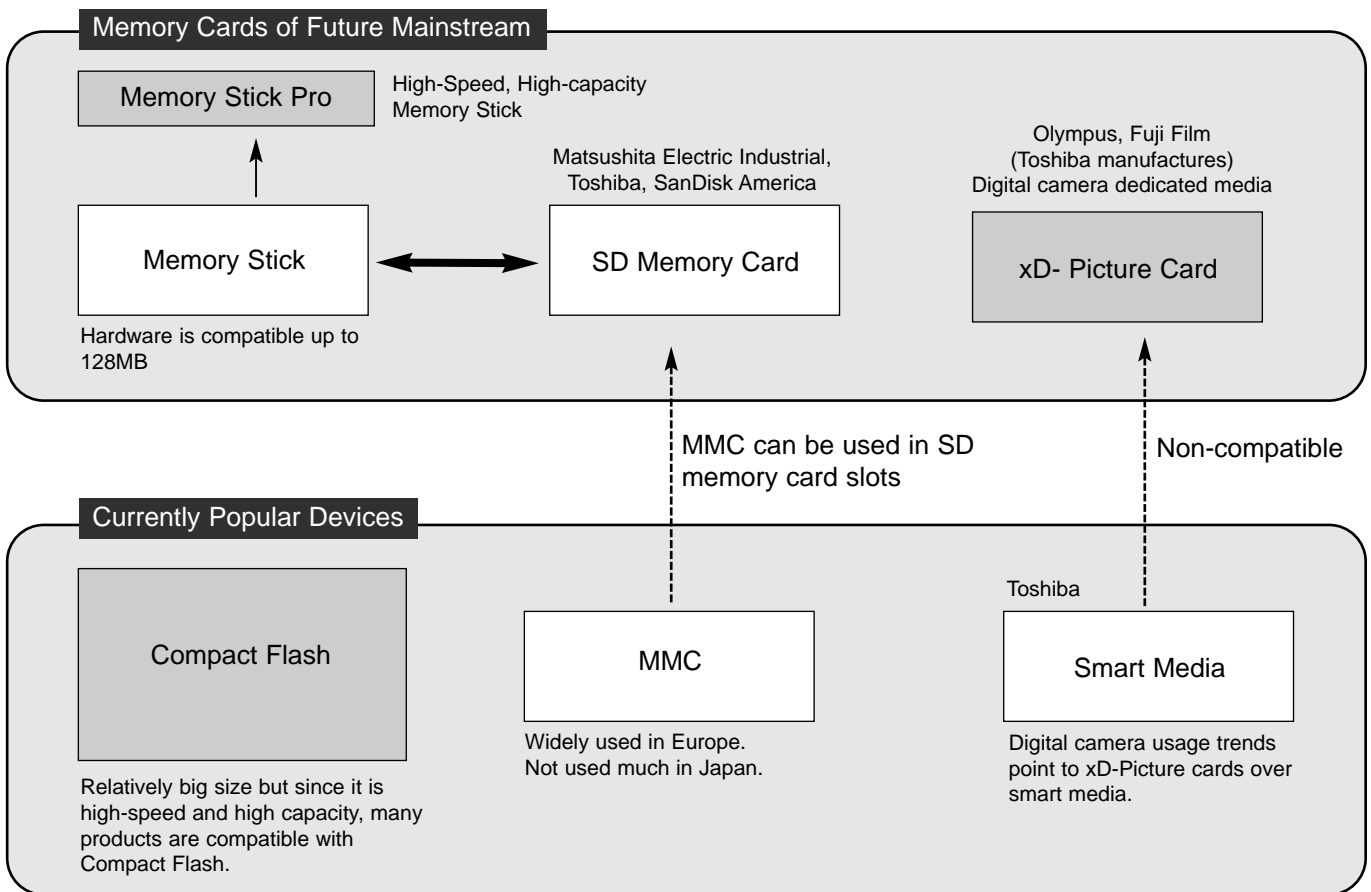 Memory Cards of Future Mainstream
Memory Stick Pro
High-Speed, High-capacity
Memory Stick
Matsushita Electric Industrial,
Toshiba, SanDisk America
Olympus, Fuji Film
(Toshiba manufactures)
Digital camera dedicated media
Memory Stick
SD Memory Card
xD- Picture Card
Hardware is compatible up to
128MB
MMC can be used in SD
memory card slots
Non-compatible
Currently Popular Devices
Compact Flash
Relatively big size but since it is
high-speed and high capacity, many
products are compatible with
Compact Flash.
MMC
Widely used in Europe.
Not used much in Japan.
Toshiba
Smart Media
Digital camera usage trends
point to xD-Picture cards over
smart media.